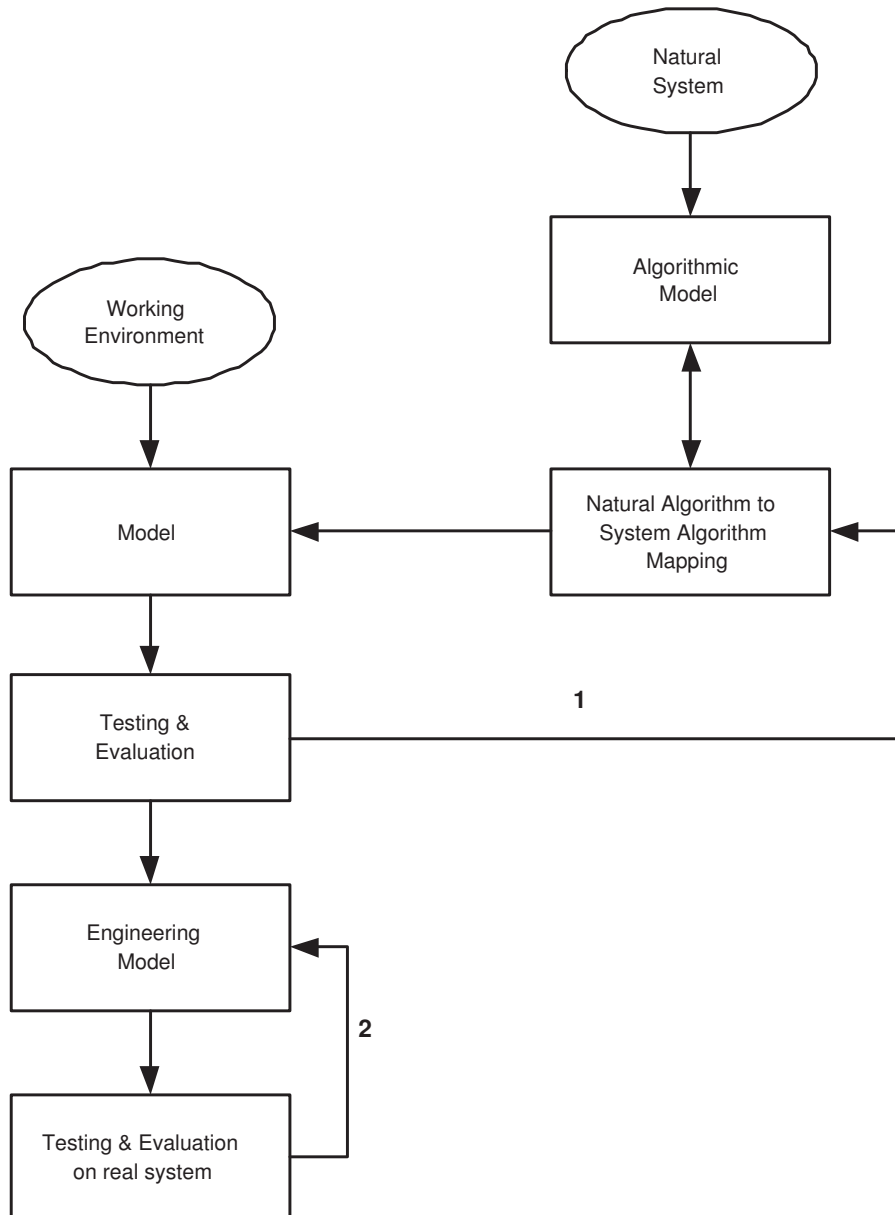 Natural
System
Algorithmic
Model
Working
Environment
Natural Algorithm to
System Algorithm
Mapping
Model
1
Testing &
Evaluation
Engineering
Model
2
Testing & Evaluation
on real system